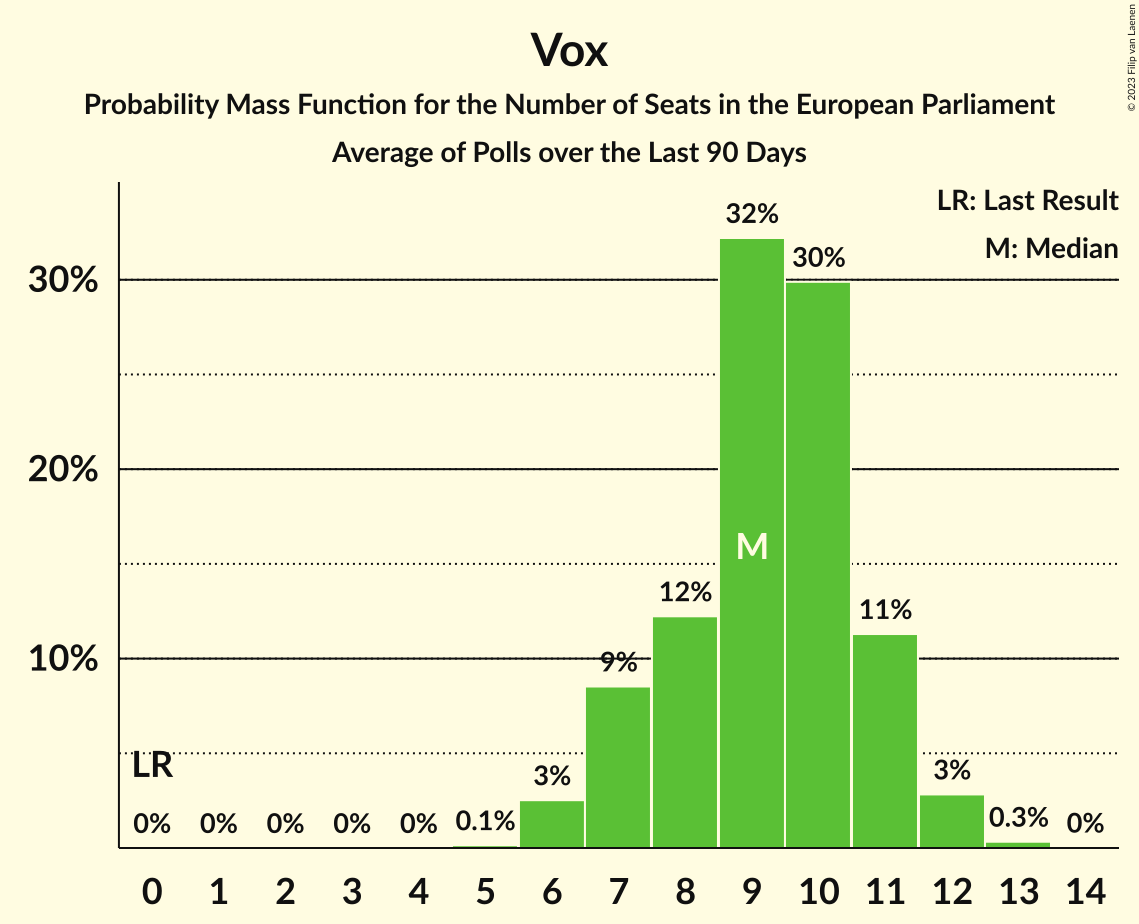 Vox
Probability Mass Function for the Number of Seats in the European Parliament
Average of Polls over the Last 90 Days
© 2023 Filip van Laenen
LR: Last Result
M: Median
30%
20%
10%
LR
0%
0%
0%
0%
0%
0.1%
3%
9%
12%
32%
M
30%
11%
3%
0.3%
0%
0 1 2 3 4 5 6 7 8 9 10 11 12 13 14